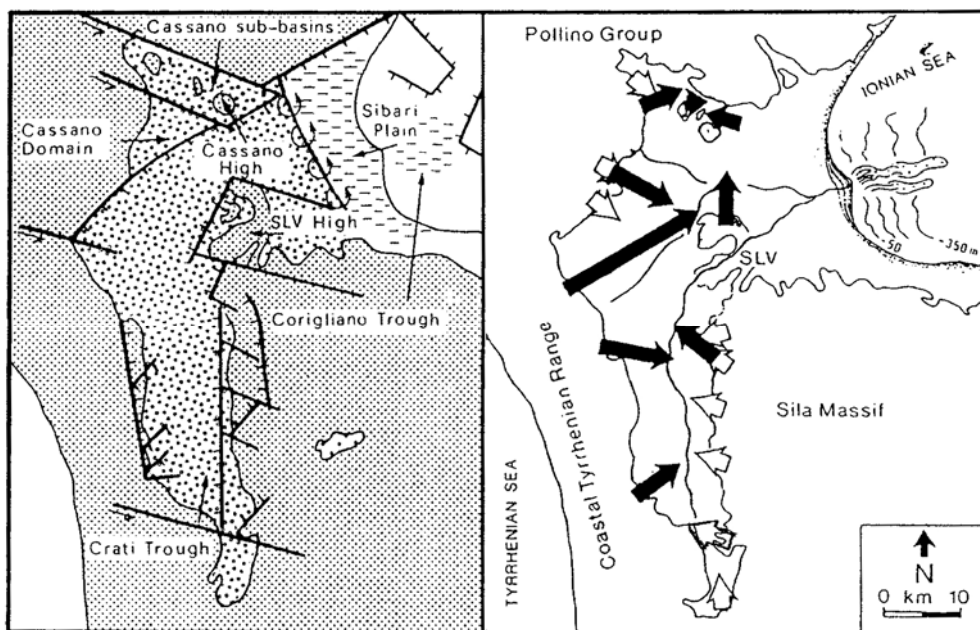 Cassano sub-basins
Cassano
Domain
Cassano
High
Sibari
Plain
SLV High
Corigliano Trough
Crati Trough
Pollino Group
IONIAN SEA
50
350 m
SLV
Coastal Tyrrhenian Range
Sila Massif
TYRRHENIAN SEA
N
0 km 10